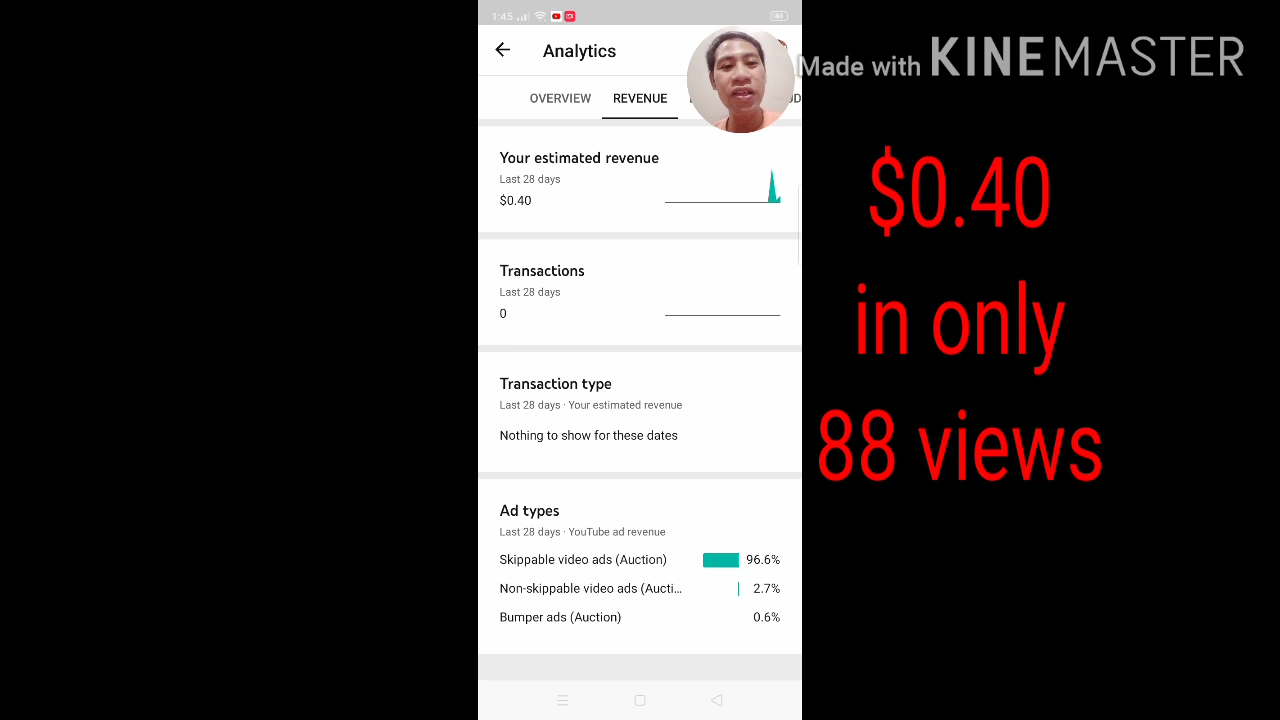 1:45
Analytics
OVERVIEW REVENUE
Your estimated revenue
Last 28 days
$0.40
Transactions
Last 28 days
0
Transaction type
Last 28 days · Your estimated revenue
Nothing to show for these dates
Ad types
Last 28 days · YouTube ad revenue
Skippable video ads (Auction) 96.6%
Non-skippable video ads (Aucti... 2.7%
Bumper ads (Auction) 0.6%
Made with KINEMASTER
$0.40
in only
88 views